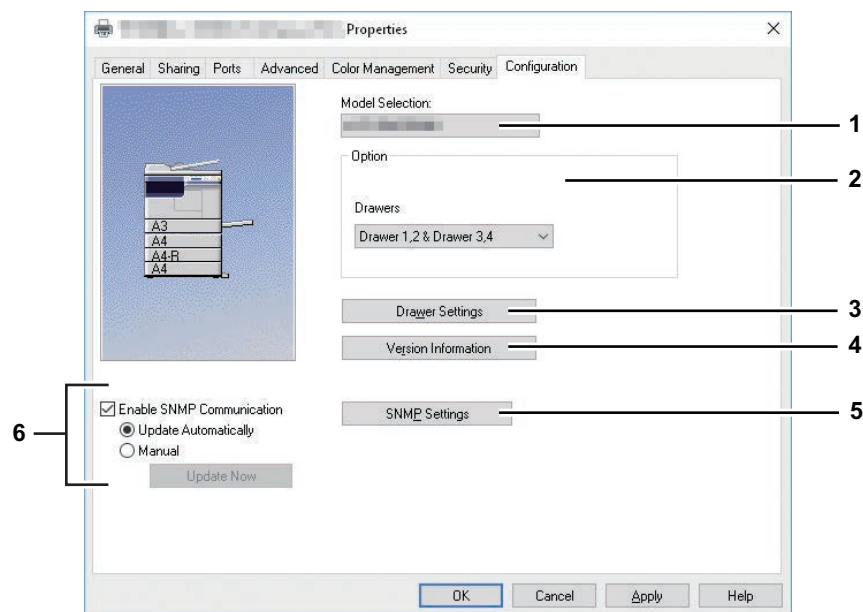 Properties
General Sharing Ports Advanced Color Management Security Configuration
Model Selection:
1
Option
2
Drawers
Drawer 1,2 & Drawer 3,4
A3
A4
A4-R
A4
Drawer Settings
3
Version Information
4
Enable SNMP Communication
SNMP Settings
5
6
Update Automatically
Manual
Update Now
OK Cancel Apply Help